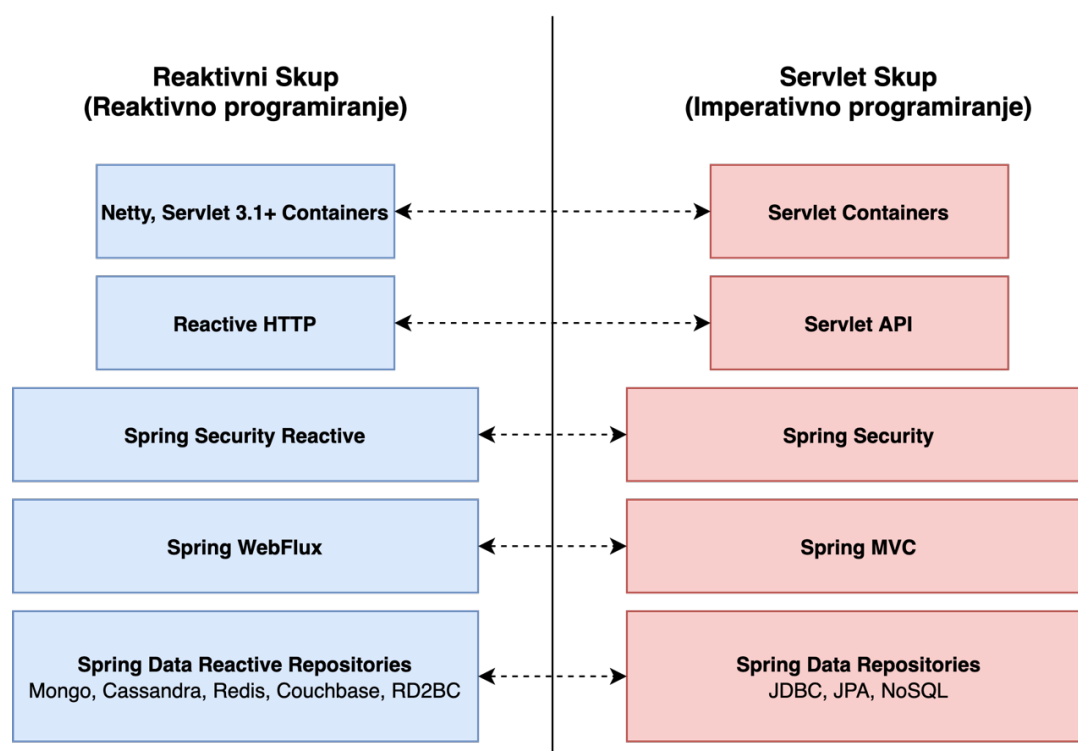 Reaktivni Skup
(Reaktivno programiranje)
Servlet Skup
(Imperativno programiranje)
Netty, Servlet 3.1+ Containers
Servlet Containers
Reactive HTTP
Servlet API
Spring Security Reactive
Spring Security
Spring WebFlux
Spring MVC
Spring Data Reactive Repositories
Mongo, Cassandra, Redis, Couchbase, RD2BC
Spring Data Repositories
JDBC, JPA, NoSQL